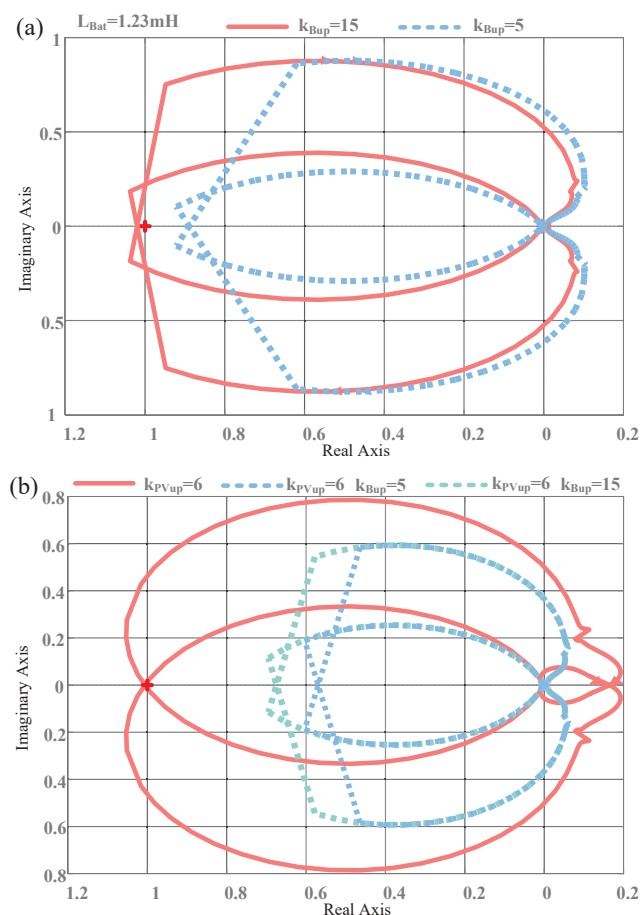 (a)
L_Bat=1.23mH
k_Bup=15
k_Bup=5
1
0.5
0
0.5
1
Imaginary Axis
1.2
1
0.8
0.6
0.4
0.2
0
0.2
Real Axis
(b)
k_PVup=6
k_PVup=6 k_Bup=5
k_PVup=6 k_Bup=15
0.8
0.6
0.4
0.2
0
0.2
0.4
0.6
0.8
Imaginary Axis
1.2
1
0.8
0.6
0.4
0.2
0
0.2
Real Axis